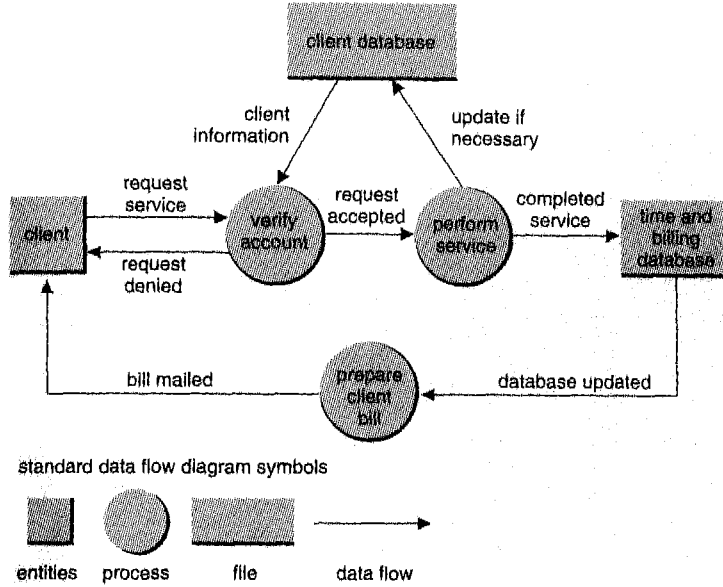 client database
client
information
update if
necessary
request
service
request
accepted
completed
service
client
verify
account
perform
service
time and
billing
database
request
denied
bill mailed
prepare
client
bill
database updated
standard data flow diagram symbols
entities
process
file
data flow